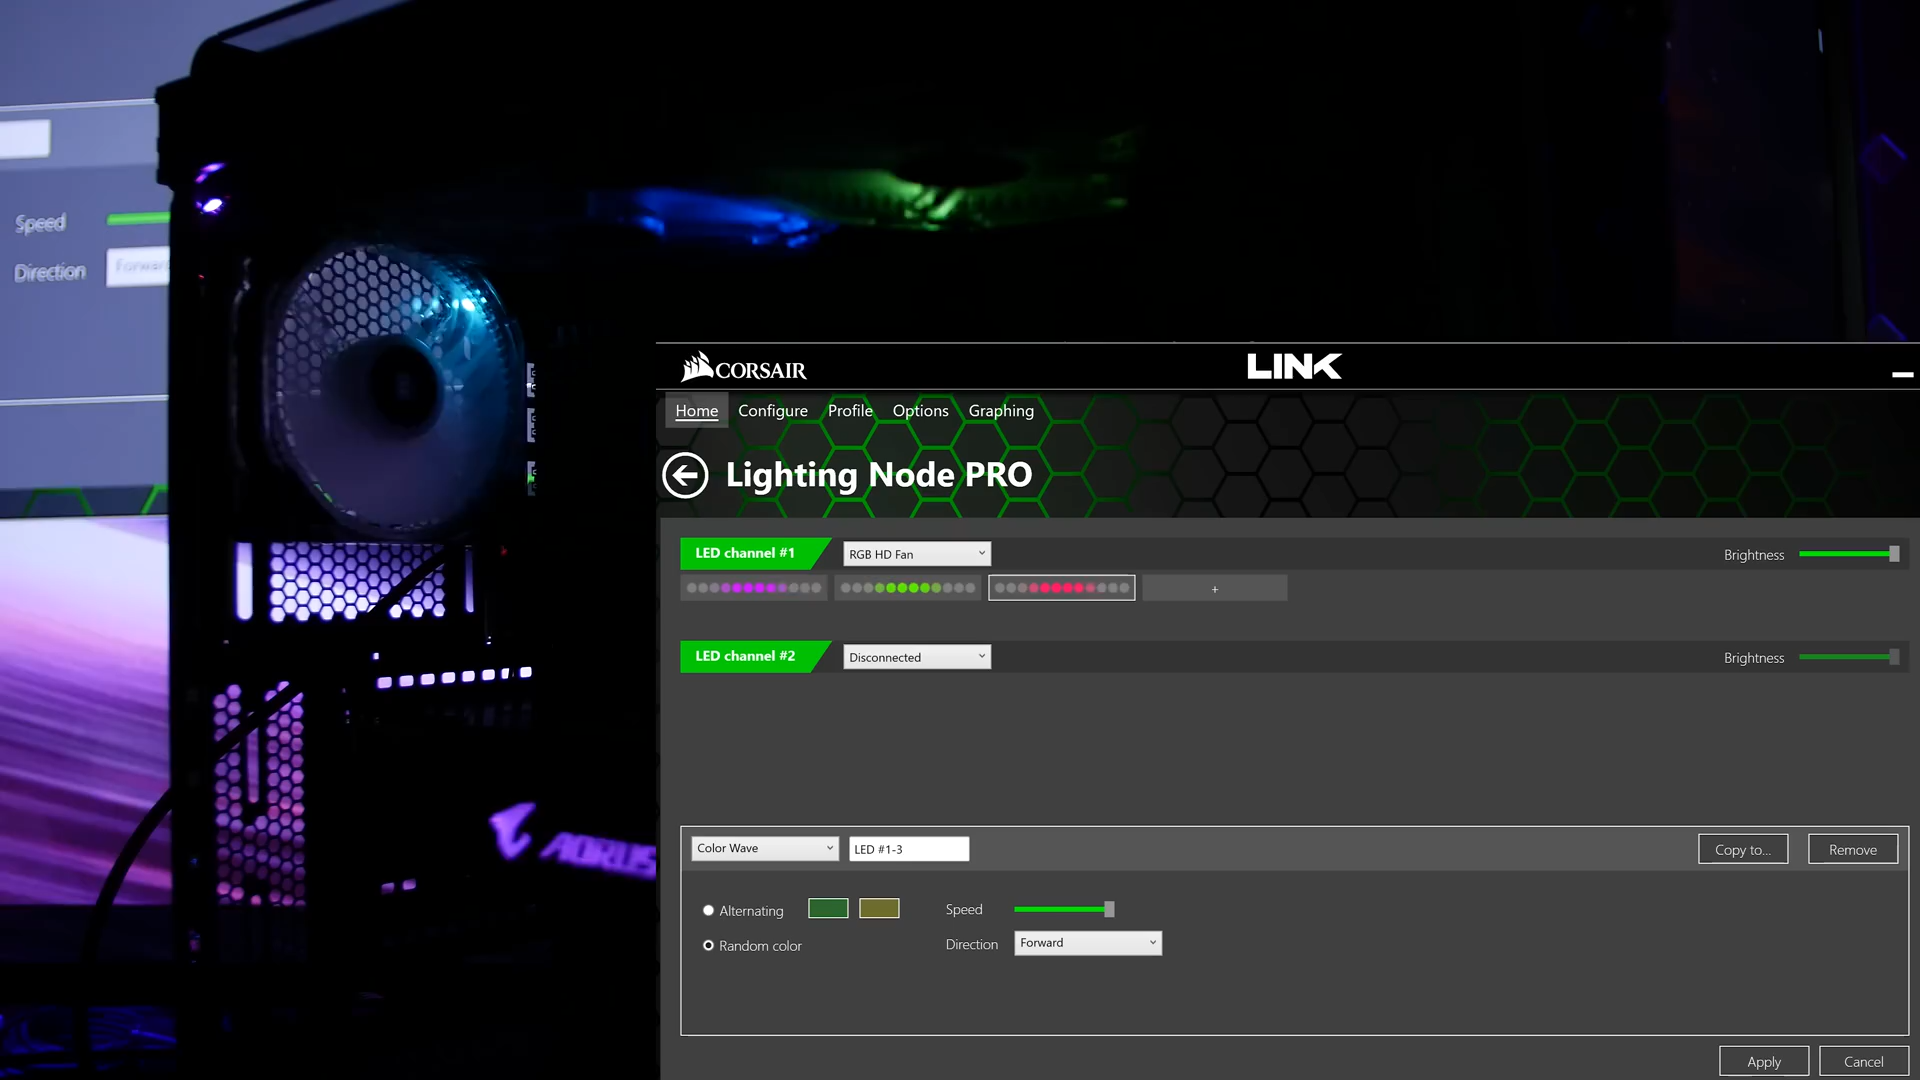 Speed
Direction
Forward
AORUS
CORSAIR
LINK
Home Configure Profile Options Graphing
Lighting Node PRO
LED channel #1 RGB HD Fan Brightness
+
LED channel #2 Disconnected Brightness
Color Wave LED #1-3 Copy to... Remove
Alternating Speed
Random color Direction Forward
Apply Cancel